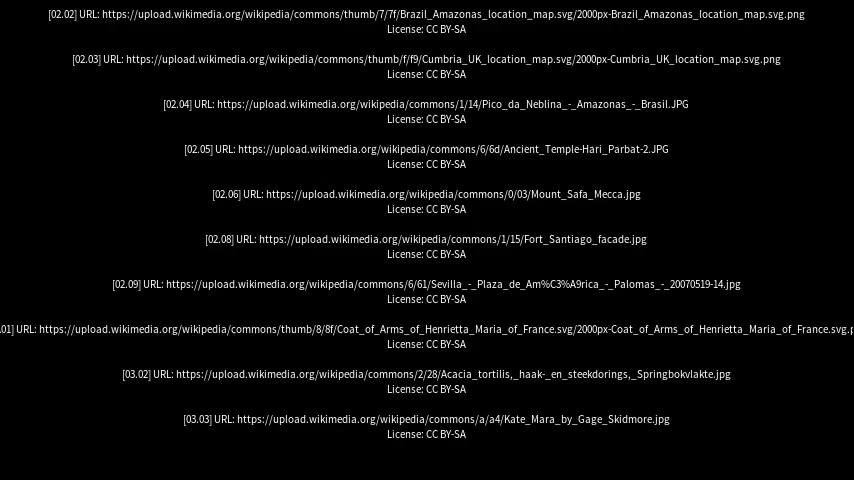 [02.02] URL: https://upload.wikimedia.org/wikipedia/commons/thumb/7/7f/Brazil_Amazonas_location_map.svg/2000px-Brazil_Amazonas_location_map.svg.png
License: CC BY-SA
[02.03] URL: https://upload.wikimedia.org/wikipedia/commons/thumb/f/f9/Cumbria_UK_location_map.svg/2000px-Cumbria_UK_location_map.svg.png
License: CC BY-SA
[02.04] URL: https://upload.wikimedia.org/wikipedia/commons/1/14/Pico_da_Neblina_-_Amazonas_-_Brasil.JPG
License: CC BY-SA
[02.05] URL: https://upload.wikimedia.org/wikipedia/commons/6/6d/Ancient_Temple-Hari_Parbat-2.JPG
License: CC BY-SA
[02.06] URL: https://upload.wikimedia.org/wikipedia/commons/0/03/Mount_Safa_Mecca.jpg
License: CC BY-SA
[02.08] URL: https://upload.wikimedia.org/wikipedia/commons/1/15/Fort_Santiago_facade.jpg
License: CC BY-SA
[02.09] URL: https://upload.wikimedia.org/wikipedia/commons/6/61/Sevilla_-_Plaza_de_Am%C3%A9rica_-_Palomas_-_20070519-14.jpg
License: CC BY-SA
.01] URL: https://upload.wikimedia.org/wikipedia/commons/thumb/8/8f/Coat_of_Arms_of_Henrietta_Maria_of_France.svg/2000px-Coat_of_Arms_of_Henrietta_Maria_of_France.svg.p
License: CC BY-SA
[03.02] URL: https://upload.wikimedia.org/wikipedia/commons/2/28/Acacia_tortilis,_haak-_en_steekdorings,_Springbokvlakte.jpg
License: CC BY-SA
[03.03] URL: https://upload.wikimedia.org/wikipedia/commons/a/a4/Kate_Mara_by_Gage_Skidmore.jpg
License: CC BY-SA